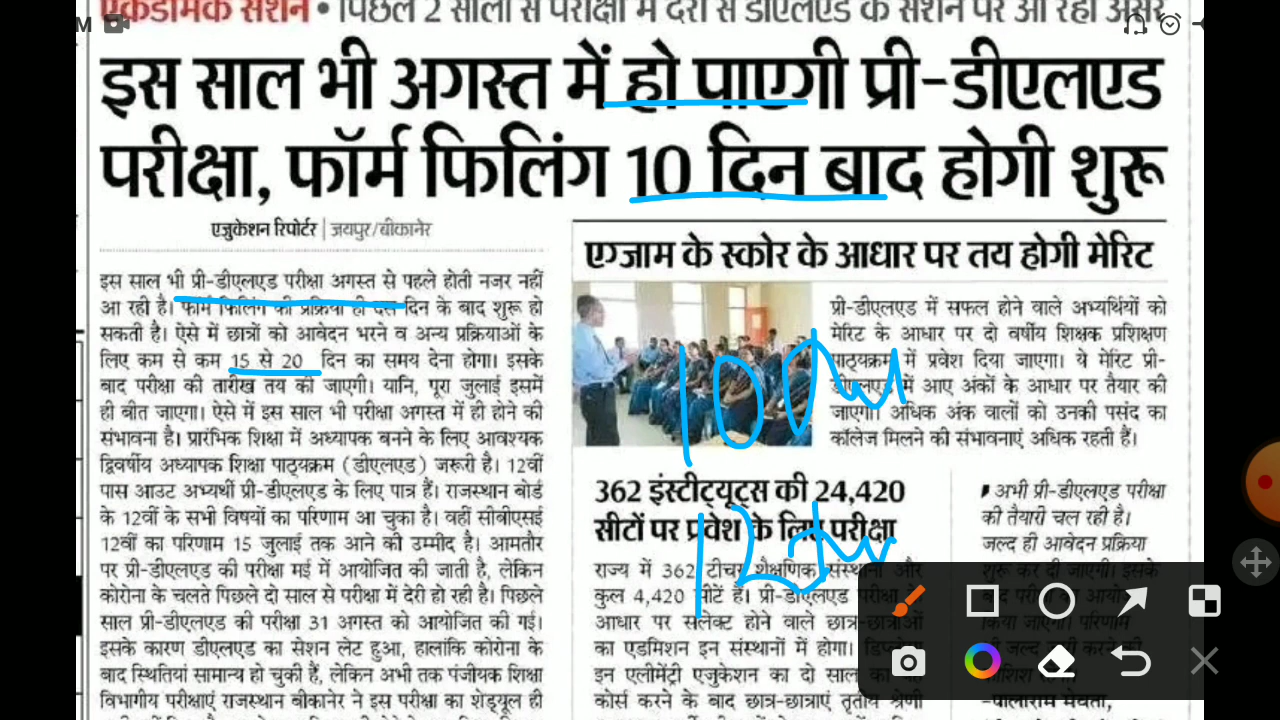 एकेडमिक सेशन • पिछले 2 सालों से परीक्षा में देरी से डीएलएड के सेशन पर आ रहा असर
M
इस साल भी अगस्त में हो पाएगी प्री-डीएलएड
परीक्षा, फॉर्म फिलिंग 10 दिन बाद होगी शुरू
एजुकेशन रिपोर्टर | जयपुर/बीकानेर
इस साल भी प्री-डीएलएड परीक्षा अगस्त से पहले होती नजर नहीं
आ रही है। फॉर्म फिलिंग की प्रक्रिया ही दस दिन के बाद शुरू हो
सकती है। ऐसे में छात्रों को आवेदन भरने व अन्य प्रक्रियाओं के
लिए कम से कम 15 से 20 दिन का समय देना होगा। इसके
बाद परीक्षा की तारीख तय की जाएगी। यानि, पूरा जुलाई इसमें
ही बीत जाएगा। ऐसे में इस साल भी परीक्षा अगस्त में ही होने की
संभावना है। प्रारंभिक शिक्षा में अध्यापक बनने के लिए आवश्यक
द्विवर्षीय अध्यापक शिक्षा पाठ्यक्रम (डीएलएड) जरूरी है। 12वीं
पास आउट अभ्यर्थी प्री-डीएलएड के लिए पात्र हैं। राजस्थान बोर्ड
के 12वीं के सभी विषयों का परिणाम आ चुका है। वहीं सीबीएसई
12वीं का परिणाम 15 जुलाई तक आने की उम्मीद है। आमतौर
पर प्री-डीएलएड की परीक्षा मई में आयोजित की जाती है, लेकिन
कोरोना के चलते पिछले दो साल से परीक्षा में देरी हो रही है। पिछले
साल प्री-डीएलएड की परीक्षा 31 अगस्त को आयोजित की गई।
इसके कारण डीएलएड का सेशन लेट हुआ, हालांकि कोरोना के
बाद स्थितियां सामान्य हो चुकी हैं, लेकिन अभी तक पंजीयक शिक्षा
विभागीय परीक्षाएं राजस्थान बीकानेर ने इस परीक्षा का शेड्यूल ही
एग्जाम के स्कोर के आधार पर तय होगी मेरिट
प्री-डीएलएड में सफल होने वाले अभ्यर्थियों को
मेरिट के आधार पर दो वर्षीय शिक्षक प्रशिक्षण
पाठ्यक्रम में प्रवेश दिया जाएगा। ये मेरिट प्री-
डीएलएड में आए अंकों के आधार पर तैयार की
जाएगी। अधिक अंक वालों को उनकी पसंद का
कॉलेज मिलने की संभावनाएं अधिक रहती हैं।
10
12th
362 इंस्टीट्यूट्स की 24,420
सीटों पर प्रवेश के लिए परीक्षा
राज्य में 362 टीचर शैक्षणिक संस्थान और
कुल 4,420 सीटें हैं। प्री-डीएलएड परीक्षा
आधार पर सलेक्ट होने वाले छात्र-छात्राओं
का एडमिशन इन संस्थानों में होगा। डिप्लोमा
इन एलीमेंट्री एजुकेशन का दो साल का
कोर्स करने के बाद छात्र-छात्राएं तृतीय श्रेणी
अभी प्री-डीएलएड परीक्षा
की तैयारी चल रही है।
जल्द ही आवेदन प्रक्रिया
शुरू कर दी जाएगी। इसके
-पालाराम मेवता,